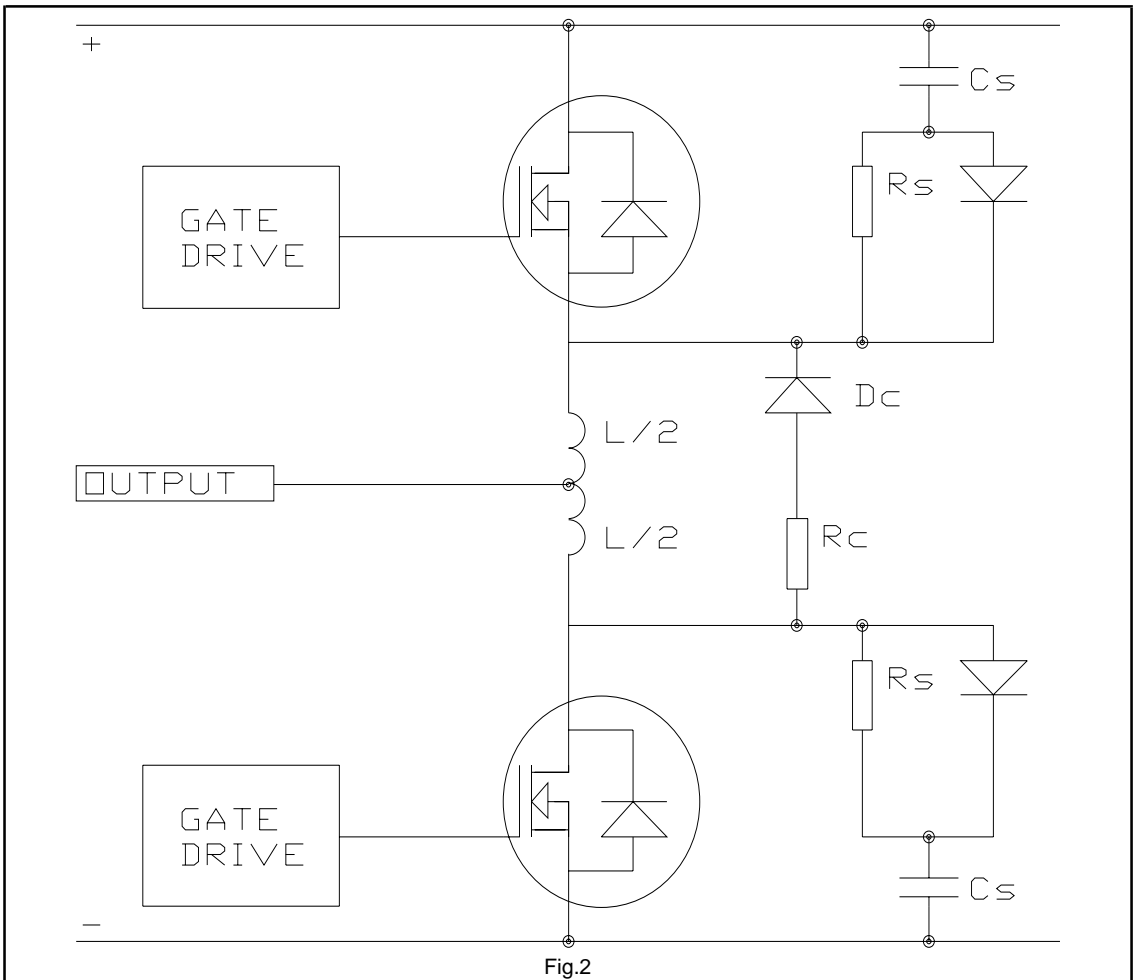 +
Cs
Rs
GATE
DRIVE
Dc
L/2
OUTPUT
L/2
Rc
Rs
GATE
DRIVE
Cs
−
Fig.2